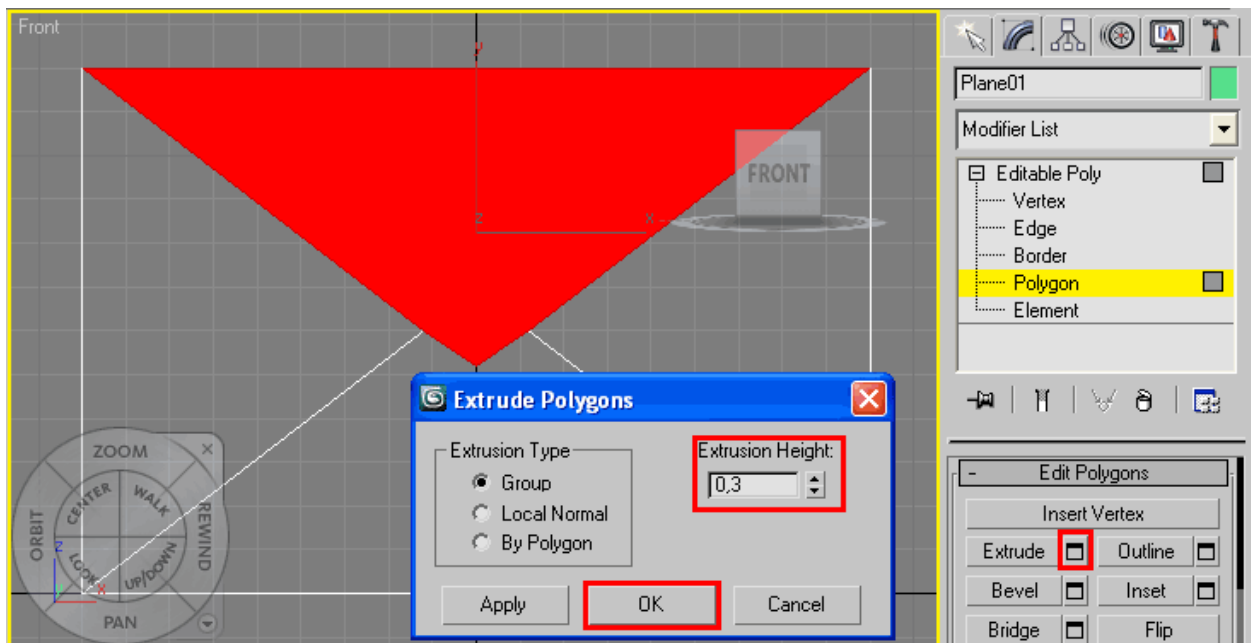 Front
y
FRONT
z
x
ZOOM
CENTER
WALK
ORBIT
REWIND
LOOK
UP/DOWN
PAN
z
y
x
Extrude Polygons
Extrusion Type
Group
Local Normal
By Polygon
Extrusion Height:
0,3
Apply
OK
Cancel
Plane01
Modifier List
Editable Poly
Vertex
Edge
Border
Polygon
Element
- Edit Polygons
Insert Vertex
Extrude Outline
Bevel Inset
Bridge Flip